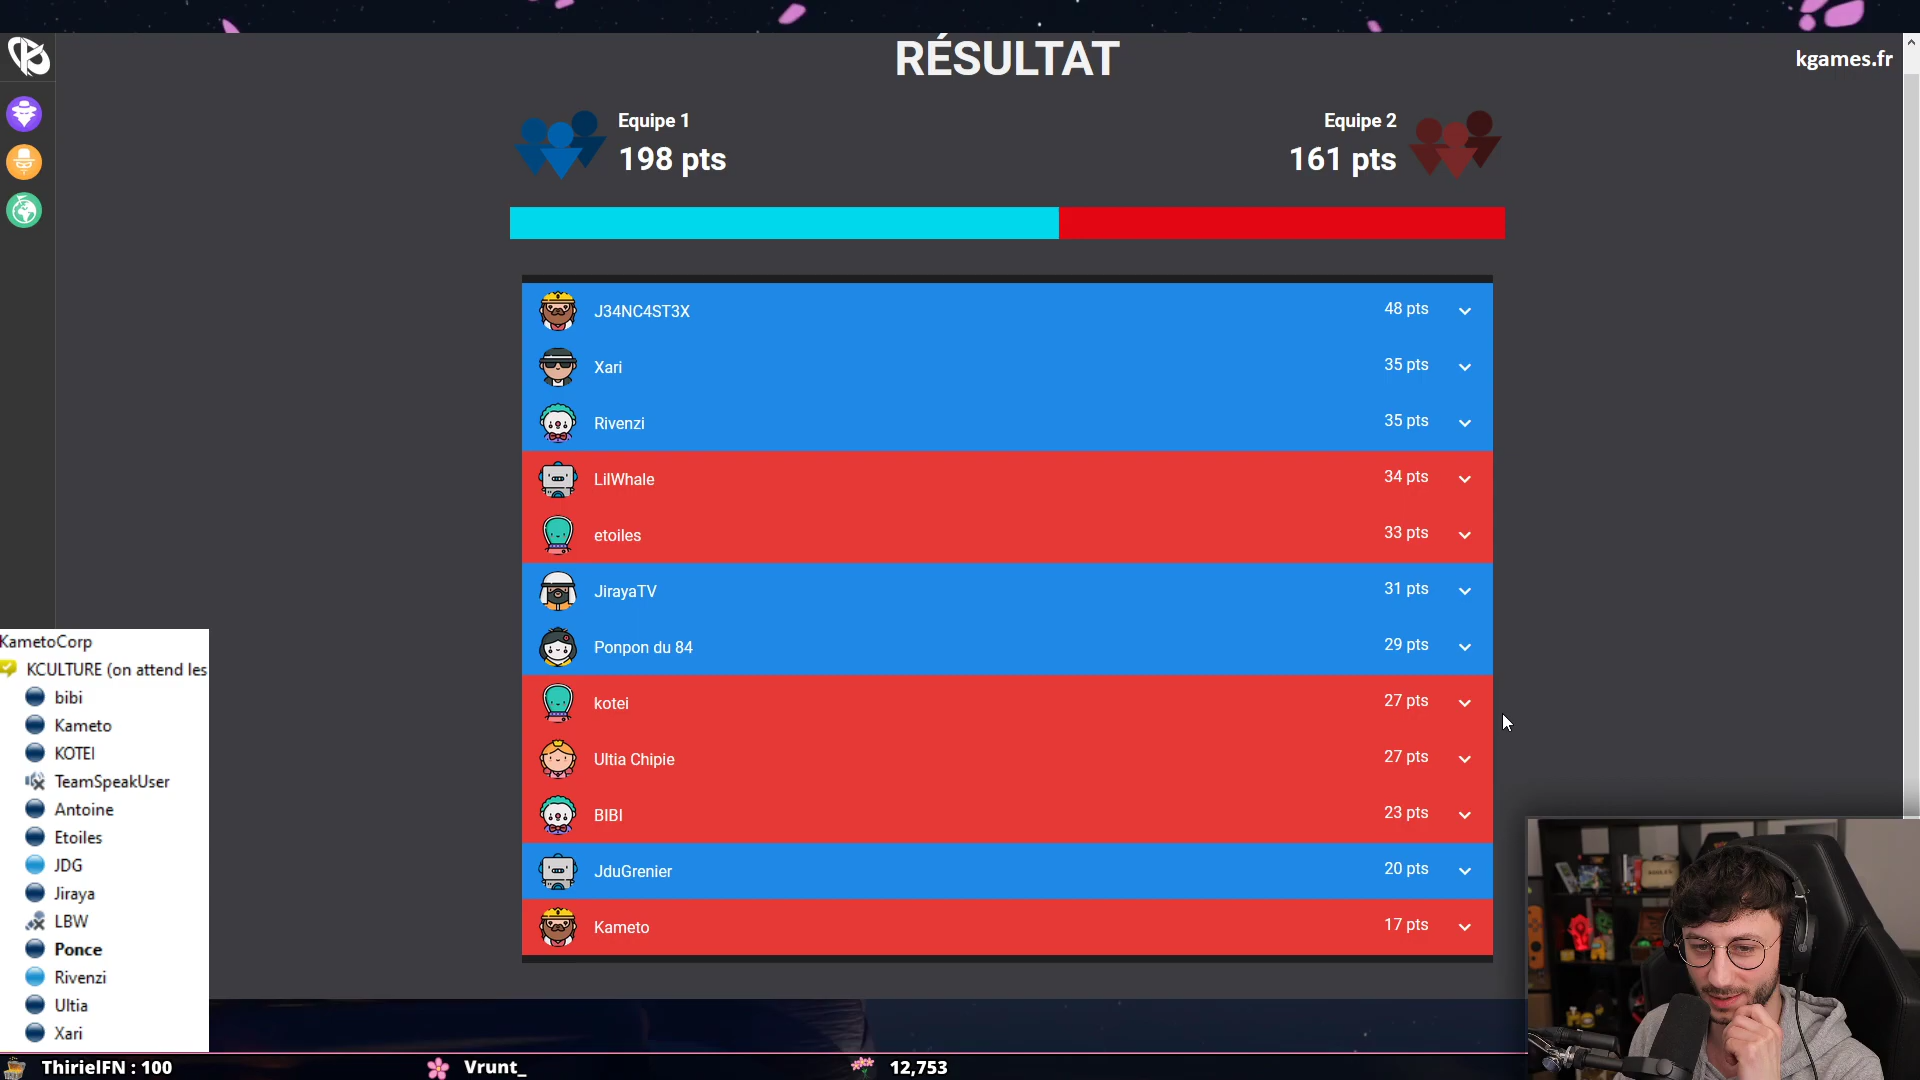 RÉSULTAT
kgames.fr
Equipe 1
198 pts
Equipe 2
161 pts
J34NC4ST3X 48 pts
Xari 35 pts
Rivenzi 35 pts
LilWhale 34 pts
etoiles 33 pts
JirayaTV 31 pts
Ponpon du 84 29 pts
kotei 27 pts
Ultia Chipie 27 pts
BIBI 23 pts
JduGrenier 20 pts
Kameto 17 pts
KametoCorp
KCULTURE (on attend les
bibi
Kameto
KOTEI
TeamSpeakUser
Antoine
Etoiles
JDG
Jiraya
LBW
Ponce
Rivenzi
Ultia
Xari
ThirielFN : 100
Vrunt_
12,753